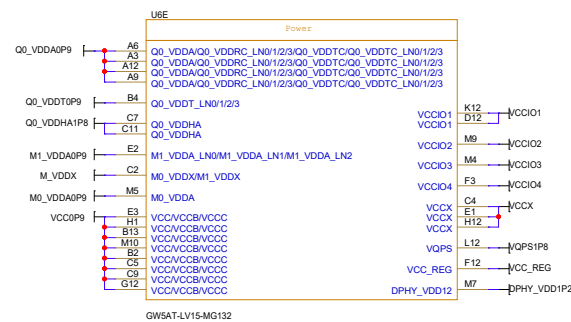 U6E
Power
Q0_VDDA0P9 A6 Q0_VDDA/Q0_VDDRC_LN0/1/2/3/Q0_VDDTC/Q0_VDDTC_LN0/1/2/3
A3 Q0_VDDA/Q0_VDDRC_LN0/1/2/3/Q0_VDDTC/Q0_VDDTC_LN0/1/2/3
A12 Q0_VDDA/Q0_VDDRC_LN0/1/2/3/Q0_VDDTC/Q0_VDDTC_LN0/1/2/3
A9 Q0_VDDA/Q0_VDDRC_LN0/1/2/3/Q0_VDDTC/Q0_VDDTC_LN0/1/2/3
Q0_VDDT0P9 B4 Q0_VDDT_LN0/1/2/3
VCCIO1 K12 VCCIO1
Q0_VDDHA1P8 C7 Q0_VDDHA
VCCIO1 D12
C11 Q0_VDDHA
VCCIO2 M9 VCCIO2
M1_VDDA0P9 E2 M1_VDDA_LN0/M1_VDDA_LN1/M1_VDDA_LN2
VCCIO3 M4 VCCIO3
M_VDDX C2 M0_VDDX/M1_VDDX
VCCIO4 F3 VCCIO4
M0_VDDA0P9 M5 M0_VDDA
VCCX C4 VCCX
VCC0P9 E3 VCC/VCCB/VCCC
VCCX E1
H1 VCC/VCCB/VCCC
VCCX H12
B13 VCC/VCCB/VCCC
M10 VCC/VCCB/VCCC
VQPS L12 VQPS1P8
B2 VCC/VCCB/VCCC
C5 VCC/VCCB/VCCC
VCC_REG F12 VCC_REG
C9 VCC/VCCB/VCCC
G12 VCC/VCCB/VCCC
DPHY_VDD12 M7 DPHY_VDD1P2
GW5AT-LV15-MG132